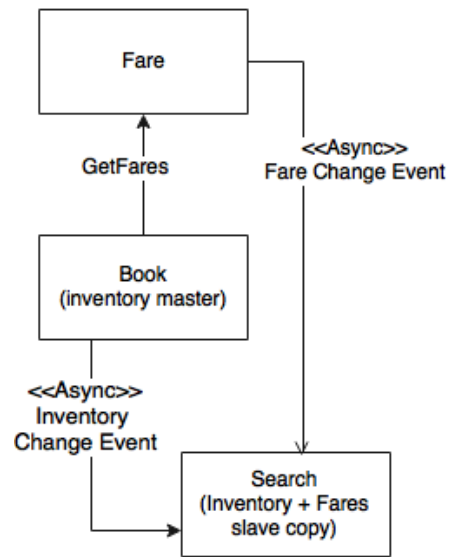 Fare
<<Async>>
Fare Change Event
GetFares
Book
(inventory master)
<<Async>>
Inventory
Change Event
Search
(Inventory + Fares
slave copy)